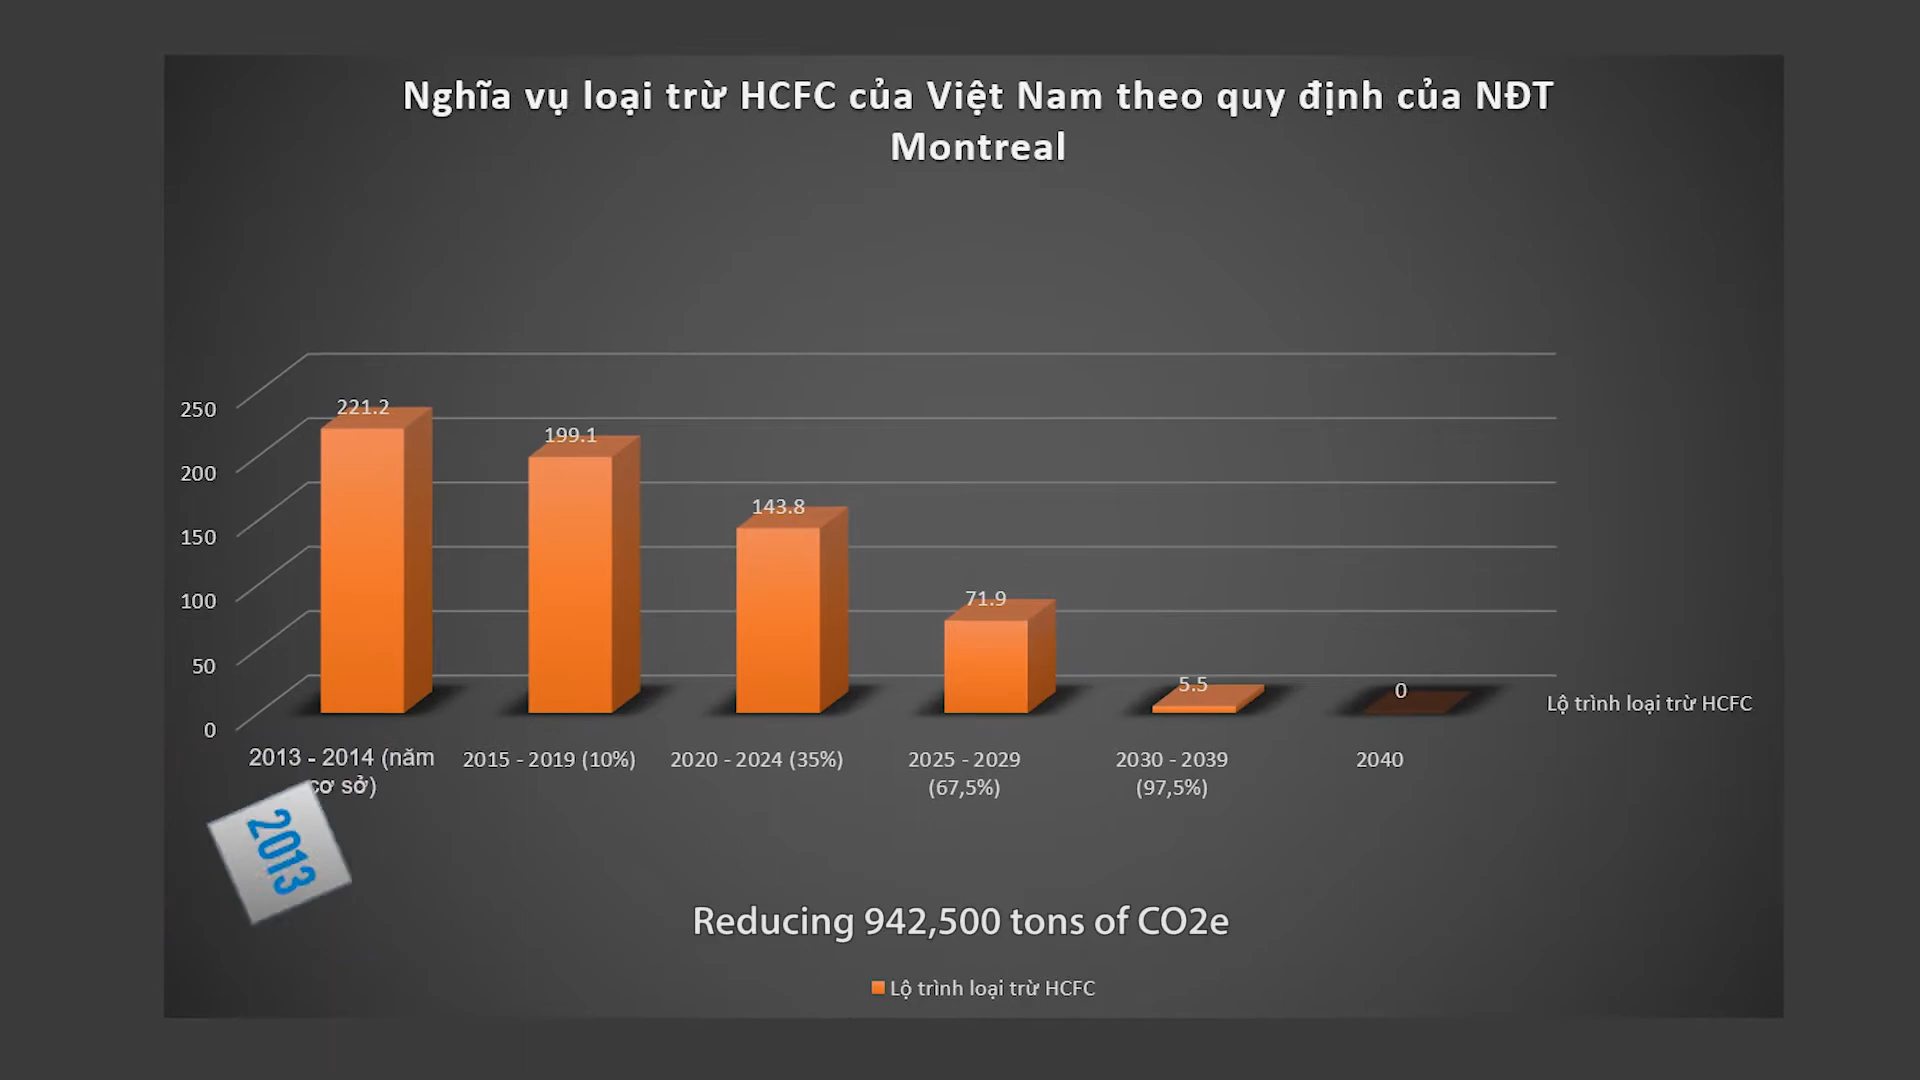 Nghĩa vụ loại trừ HCFC của Việt Nam theo quy định của NĐT
Montreal
250
200
150
100
50
0
221.2
199.1
143.8
71.9
5.5
0
Lộ trình loại trừ HCFC
2013 - 2014 (năm
cơ sở)
2015 - 2019 (10%)
2020 - 2024 (35%)
2025 - 2029
(67,5%)
2030 - 2039
(97,5%)
2040
2013
Reducing 942,500 tons of CO2e
Lộ trình loại trừ HCFC